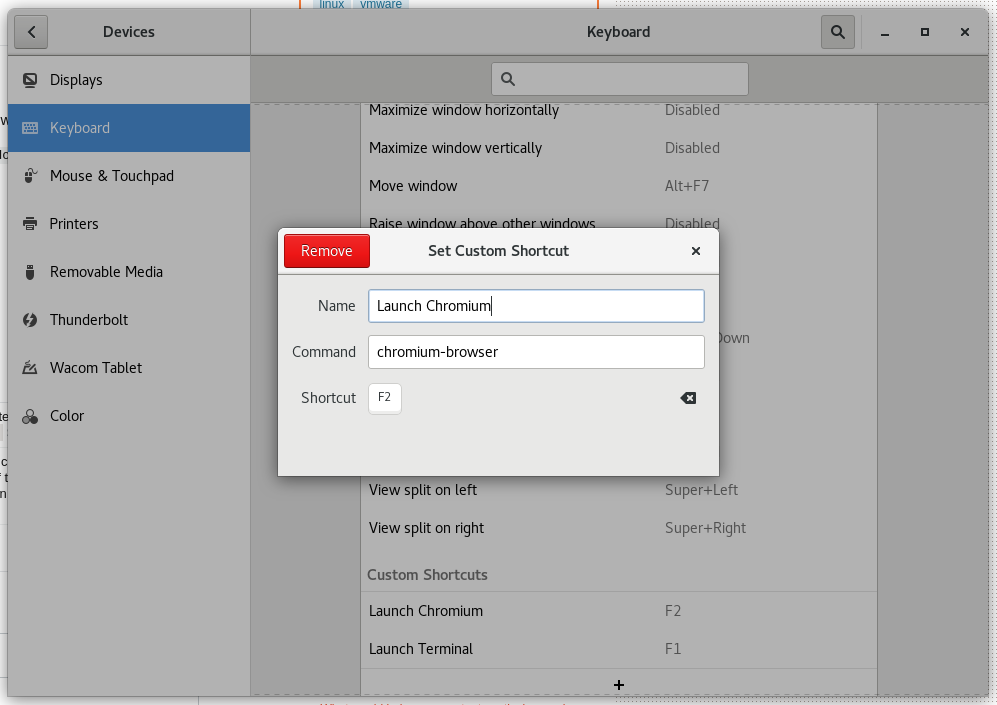 linux vmware
Devices
Keyboard
Displays
Keyboard
Mouse & Touchpad
Printers
Removable Media
Thunderbolt
Wacom Tablet
Color
Maximize window horizontally Disabled
Maximize window vertically Disabled
Move window Alt+F7
Raise window above other windows Disabled
Remove
Set Custom Shortcut
Name Launch Chromium
Command chromium-browser
Shortcut F2
Down
View split on left Super+Left
View split on right Super+Right
Custom Shortcuts
Launch Chromium F2
Launch Terminal F1